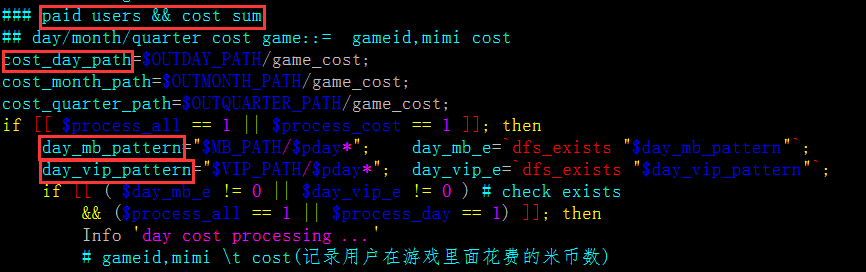 ### paid users && cost sum
## day/month/quarter cost game::=  gameid,mimi cost
cost_day_path=$OUTDAY_PATH/game_cost;
cost_month_path=$OUTMONTH_PATH/game_cost;
cost_quarter_path=$OUTQUARTER_PATH/game_cost;
if [[ $process_all == 1 || $process_cost == 1 ]]; then
    day_mb_pattern="$MB_PATH/$pday*";   day_mb_e=`dfs_exists "$day_mb_pattern"`;
    day_vip_pattern="$VIP_PATH/$pday*"; day_vip_e=`dfs_exists "$day_vip_pattern"`;
    if [[ ( $day_mb_e != 0 || $day_vip_e != 0 ) # check exists
        && ($process_all == 1 || $process_day == 1) ]]; then
        Info 'day cost processing ...'
        # gameid,mimi \t cost(记录用户在游戏里面花费的米币数)